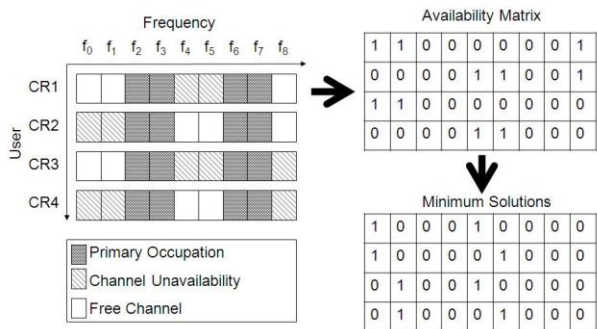 Frequency
f0 f1 f2 f3 f4 f5 f6 f7 f8
User
CR1
CR2
CR3
CR4
Primary Occupation
Channel Unavailability
Free Channel
Availability Matrix
1 1 0 0 0 0 0 0 1
0 0 0 0 1 1 0 0 1
1 1 0 0 0 0 0 0 0
0 0 0 0 1 1 0 0 0
Minimum Solutions
1 0 0 0 1 0 0 0 0
1 0 0 0 0 1 0 0 0
0 1 0 0 1 0 0 0 0
0 1 0 0 0 1 0 0 0